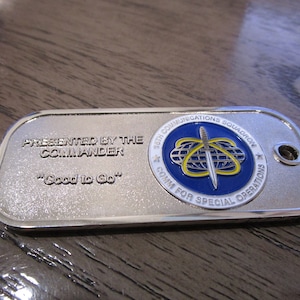 PRESENTED BY THE
COMMANDER
"Good to Go"
COMMUNICATIONS SQUADRON
COMM FOR SPECIAL OPERATIONS